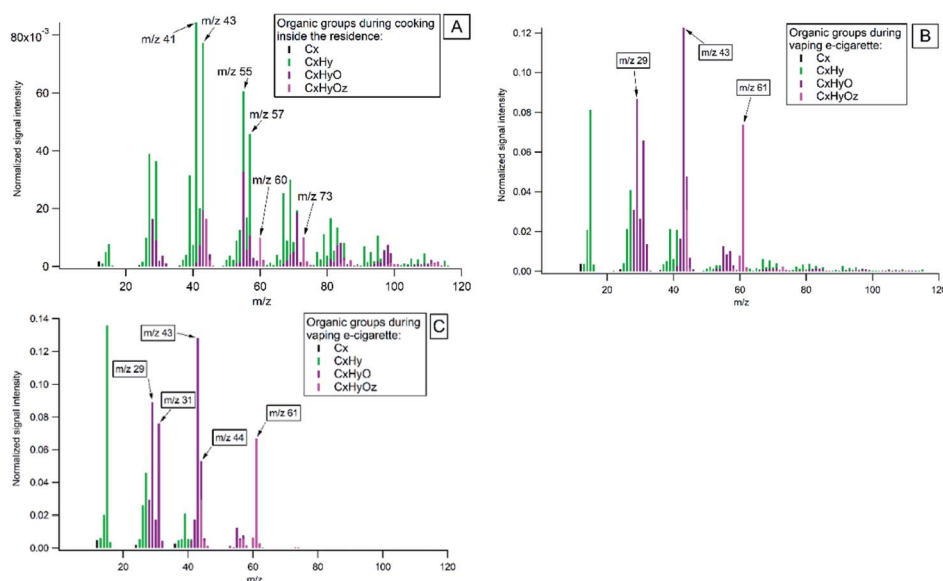 A
80x10-3
60
40
20
0
Normalized signal intensity
20 40 60 80 100 120
m/z
m/z 41
m/z 43
m/z 55
m/z 57
m/z 60
m/z 73
Organic groups during cooking
inside the residence:
Cx
CxHy
CxHyO
CxHyOz
B
0.12
0.10
0.08
0.06
0.04
0.02
0.00
Normalized signal intensity
20 40 60 80 100 120
m/z
m/z 29
m/z 43
m/z 61
Organic groups during
vaping e-cigarette:
Cx
CxHy
CxHyO
CxHyOz
C
0.14
0.12
0.10
0.08
0.06
0.04
0.02
0.00
Normalized signal intensity
20 40 60 80 100 120
m/z
m/z 43
m/z 29
m/z 31
m/z 44
m/z 61
Organic groups during
vaping e-cigarette:
Cx
CxHy
CxHyO
CxHyOz